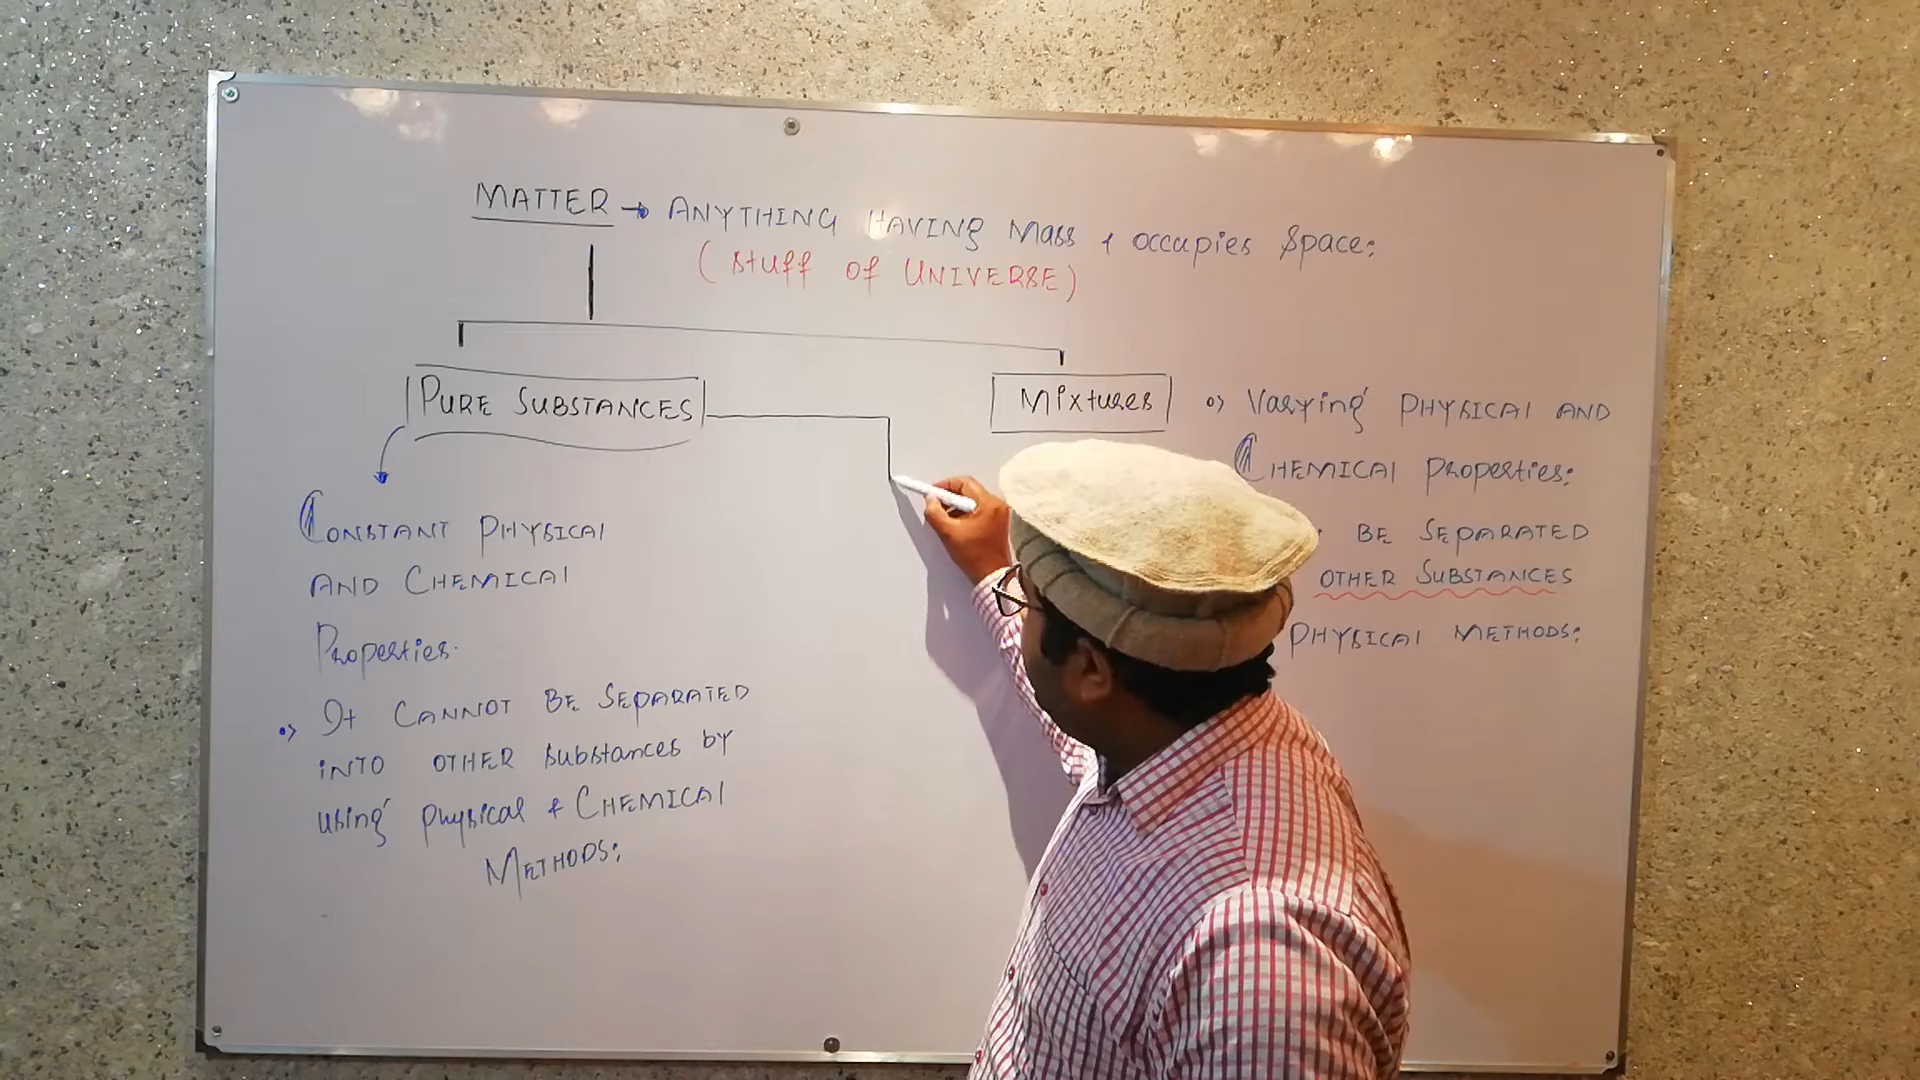 MATTER → ANYTHING HAVING MASS + OCCUPIES SPACE:
(STUFF OF UNIVERSE)
PURE SUBSTANCES
CONSTANT PHYSICAL
AND CHEMICAL
PROPERTIES.
IT CANNOT BE SEPARATED
INTO OTHER SUBSTANCES BY
USING PHYSICAL + CHEMICAL
METHODS:
MIXTURES
VARYING PHYSICAL AND
CHEMICAL PROPERTIES:
BE SEPARATED
OTHER SUBSTANCES
PHYSICAL METHODS: